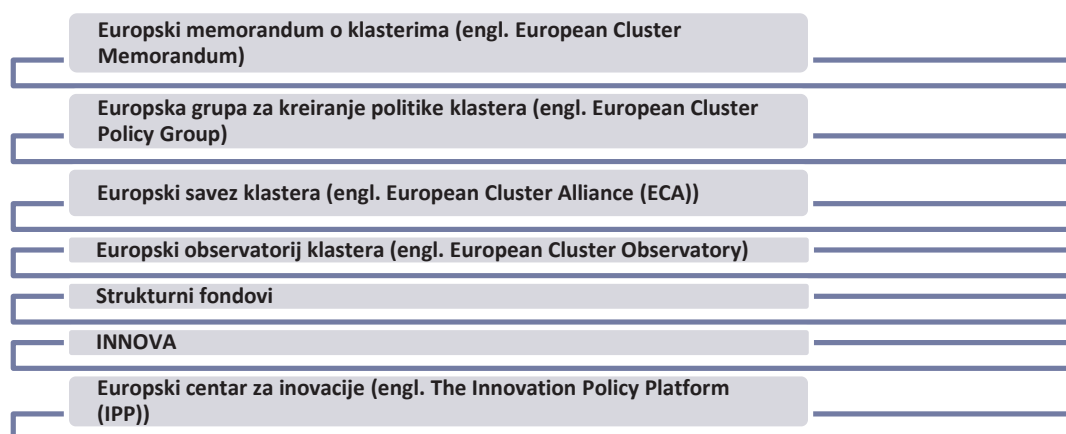 Europski memorandum o klasterima (engl. European Cluster
Memorandum)
Europska grupa za kreiranje politike klastera (engl. European Cluster
Policy Group)
Europski savez klastera (engl. European Cluster Alliance (ECA))
Europski observatorij klastera (engl. European Cluster Observatory)
Strukturni fondovi
INNOVA
Europski centar za inovacije (engl. The Innovation Policy Platform
(IPP))